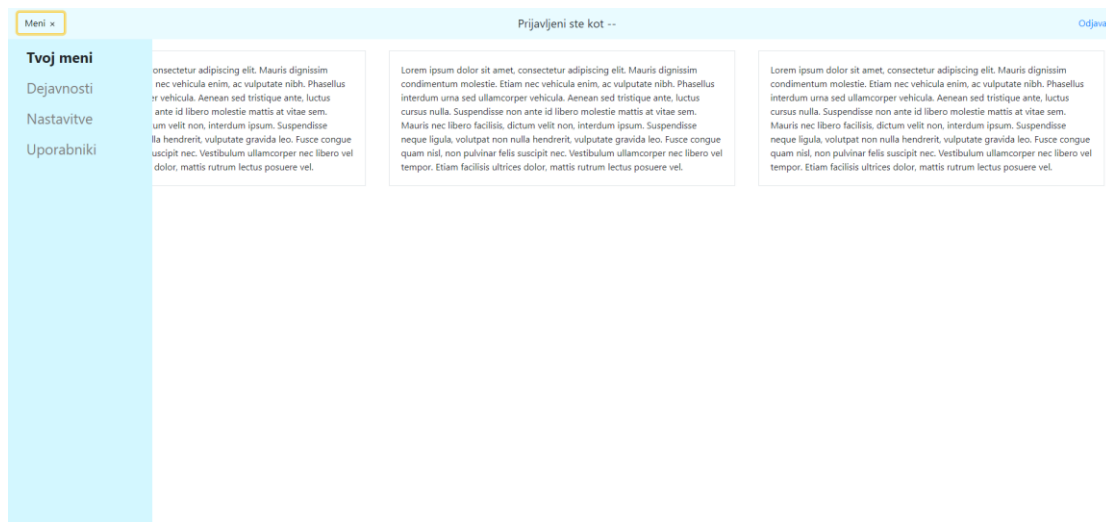 Meni ×
Prijavljeni ste kot --
Odjava
Tvoj meni
Dejavnosti
Nastavitve
Uporabniki
onsectetur adipiscing elit. Mauris dignissim
nec vehicula enim, ac vulputate nibh. Phasellus
er vehicula. Aenean sed tristique ante, luctus
ante id libero molestie mattis at vitae sem.
um velit non, interdum ipsum. Suspendisse
lla hendrerit, vulputate gravida leo. Fusce congue
uscipit nec. Vestibulum ullamcorper nec libero vel
dolor, mattis rutrum lectus posuere vel.
Lorem ipsum dolor sit amet, consectetur adipiscing elit. Mauris dignissim
condimentum molestie. Etiam nec vehicula enim, ac vulputate nibh. Phasellus
interdum urna sed ullamcorper vehicula. Aenean sed tristique ante, luctus
cursus nulla. Suspendisse non ante id libero molestie mattis at vitae sem.
Mauris nec libero facilisis, dictum velit non, interdum ipsum. Suspendisse
neque ligula, volutpat non nulla hendrerit, vulputate gravida leo. Fusce congue
quam nisl, non pulvinar felis suscipit nec. Vestibulum ullamcorper nec libero vel
tempor. Etiam facilisis ultrices dolor, mattis rutrum lectus posuere vel.
Lorem ipsum dolor sit amet, consectetur adipiscing elit. Mauris dignissim
condimentum molestie. Etiam nec vehicula enim, ac vulputate nibh. Phasellus
interdum urna sed ullamcorper vehicula. Aenean sed tristique ante, luctus
cursus nulla. Suspendisse non ante id libero molestie mattis at vitae sem.
Mauris nec libero facilisis, dictum velit non, interdum ipsum. Suspendisse
neque ligula, volutpat non nulla hendrerit, vulputate gravida leo. Fusce congue
quam nisl, non pulvinar felis suscipit nec. Vestibulum ullamcorper nec libero vel
tempor. Etiam facilisis ultrices dolor, mattis rutrum lectus posuere vel.